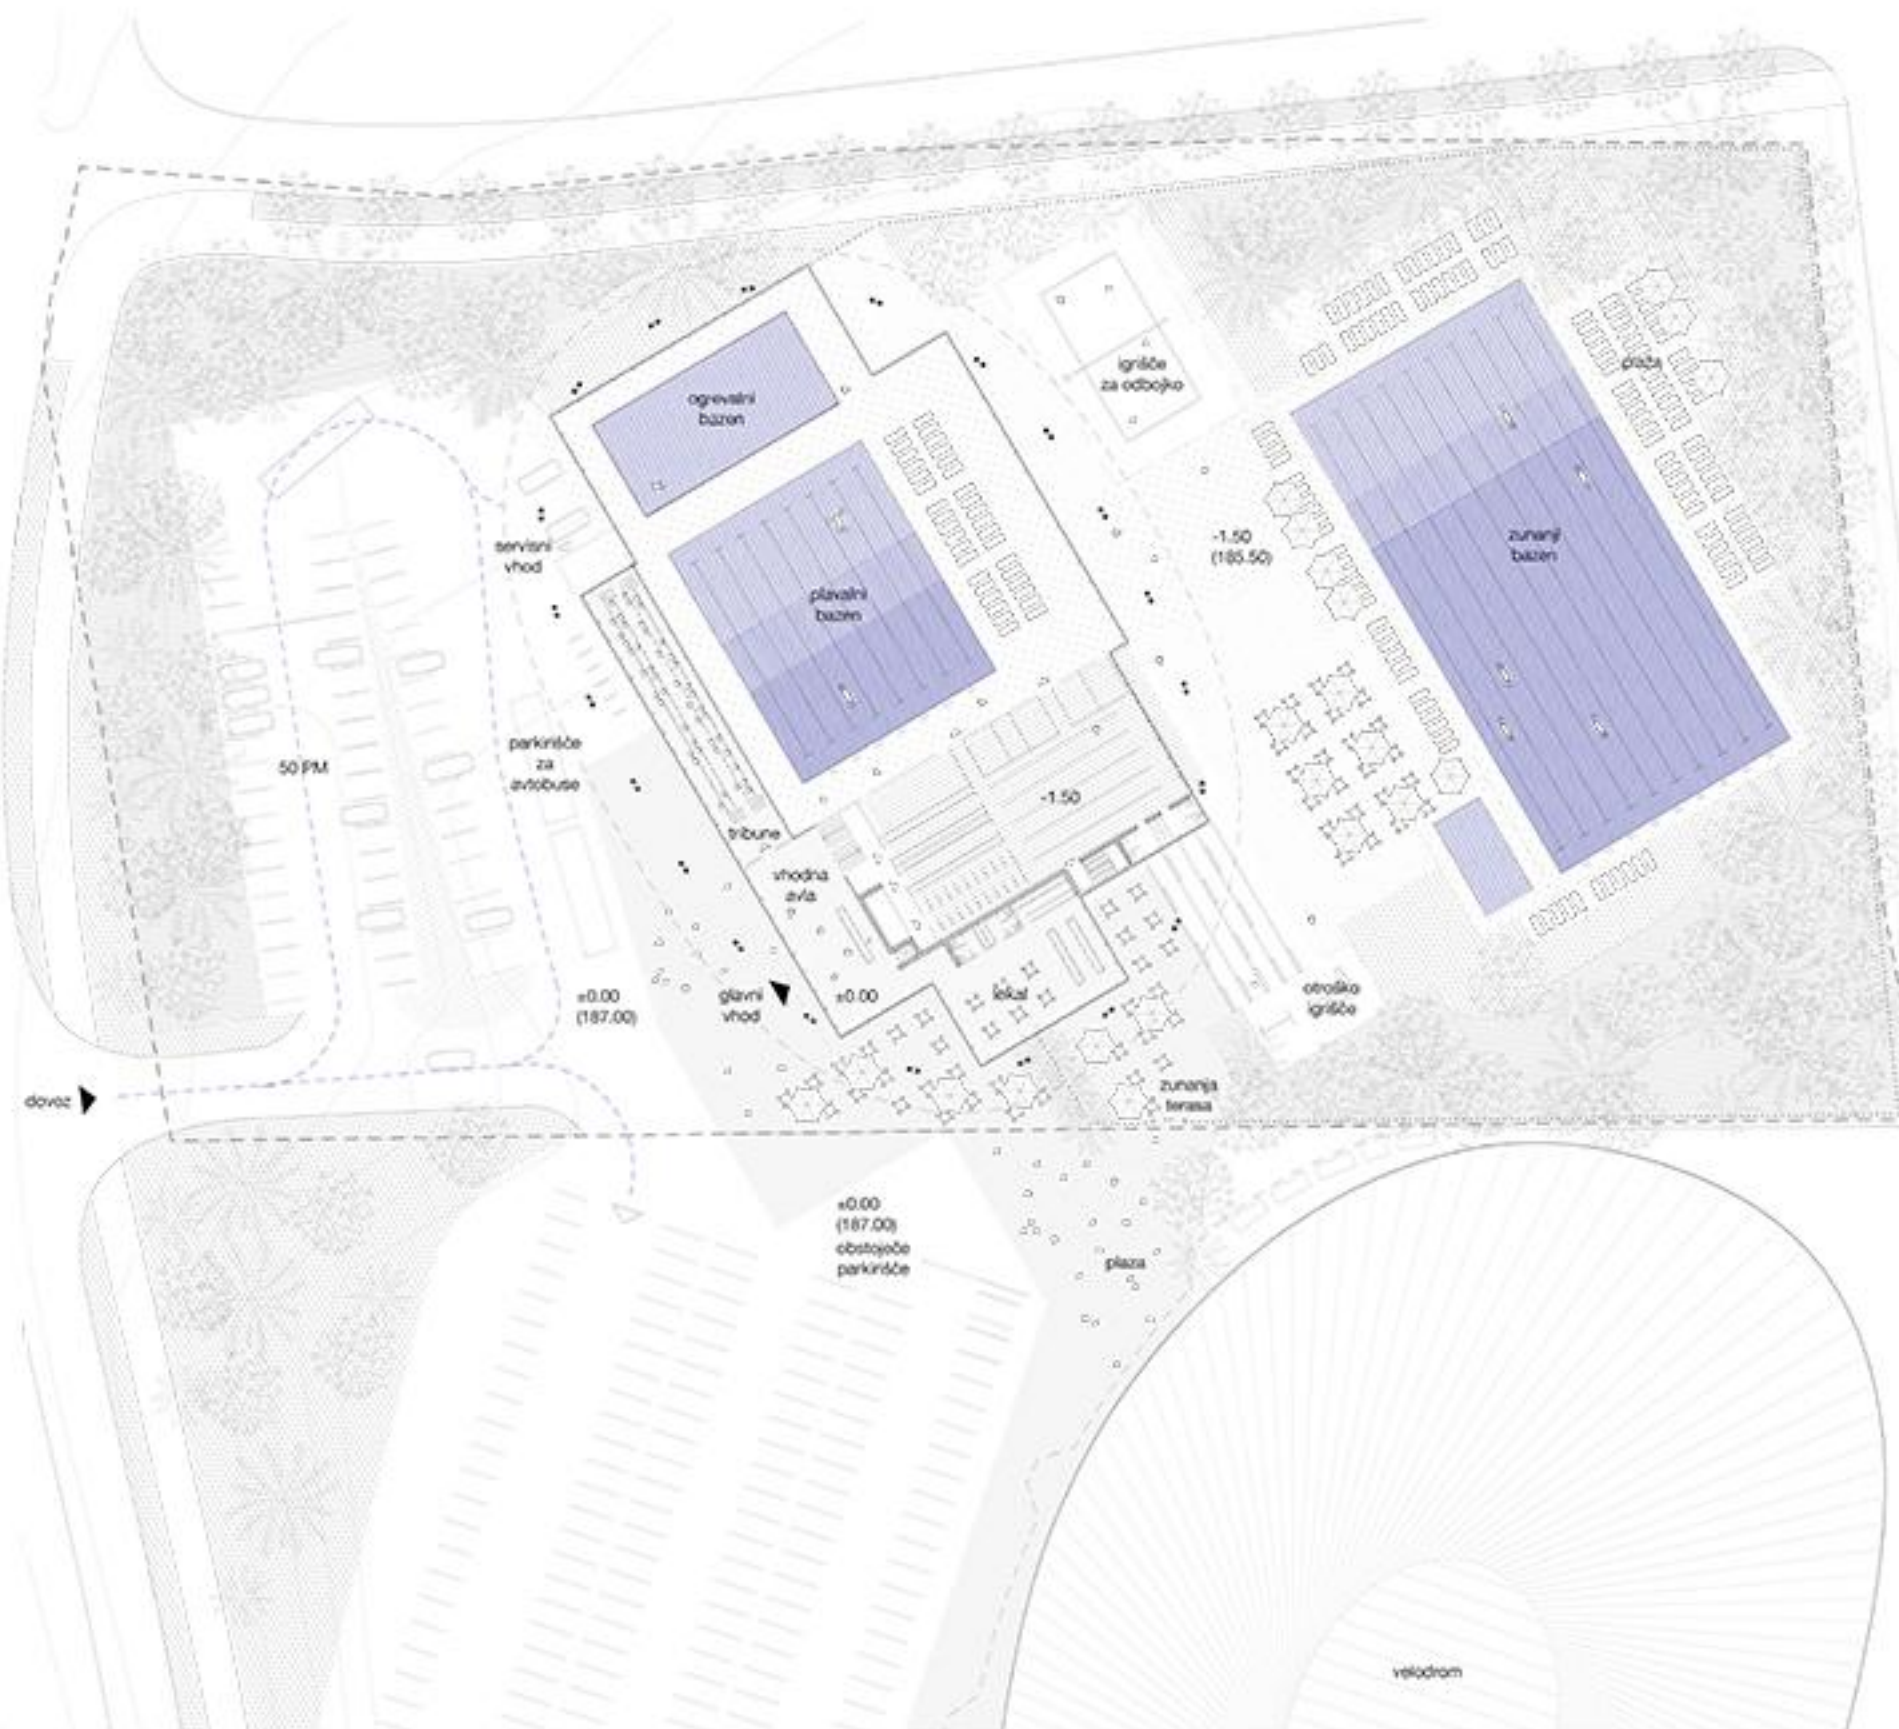 igrišče
za odbojko
plaža
ogrevalni
bazen
-1.50
(185.50)
servisni
vhod
zunanji
bazen
plavalni
bazen
parkirišče
za
avtobuse
50 PM
-1.50
tribune
vhodna
avla
±0.00
(187.00)
glavni
vhod
±0.00
lokal
otroško
igrišče
dovoz
zunanja
terasa
±0.00
(187.00)
obstoječe
parkirišče
plaza
velodrom